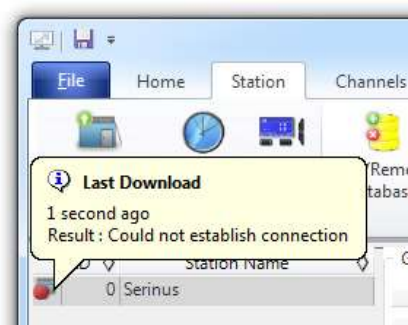 File Home Station Channels
Last Download
1 second ago
Result : Could not establish connection
Station Name
0 Serinus